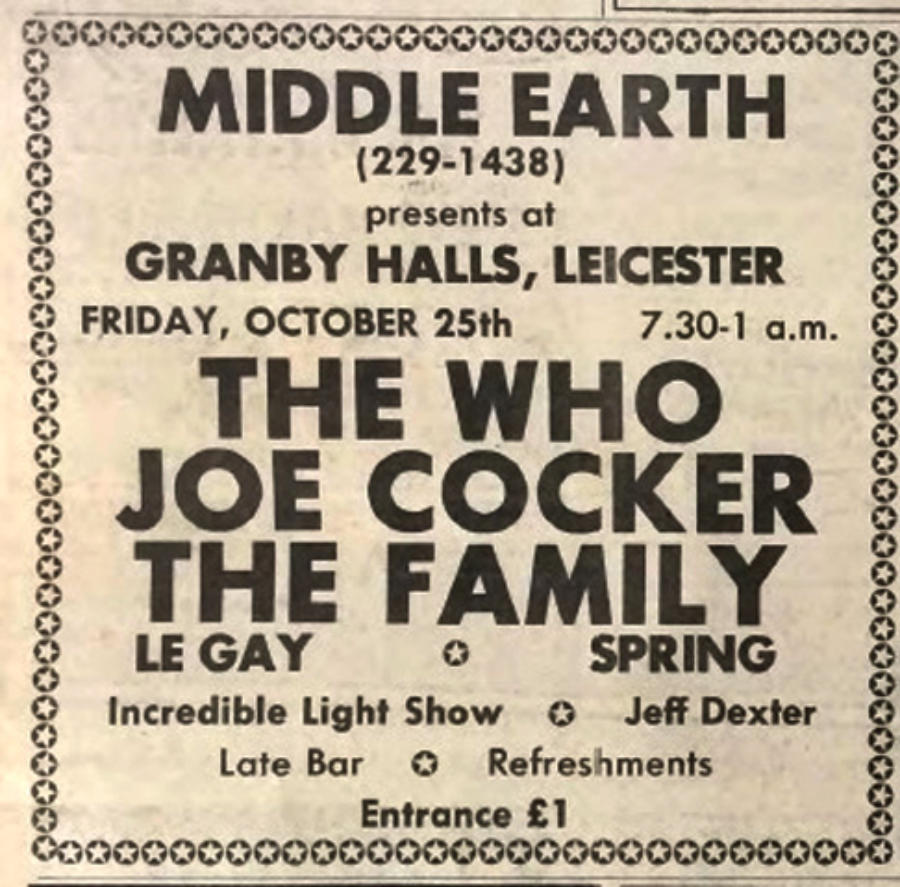 MIDDLE EARTH
(229-1438)
presents at
GRANBY HALLS, LEICESTER
FRIDAY, OCTOBER 25th 7.30-1 a.m.
THE WHO
JOE COCKER
THE FAMILY
LE GAY ✪ SPRING
Incredible Light Show ✪ Jeff Dexter
Late Bar ✪ Refreshments
Entrance £1